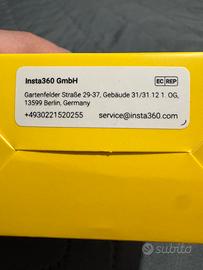 Insta360 GmbH
EC REP
Gartenfelder Straße 29-37, Gebäude 31/31.12 1. OG,
13599 Berlin, Germany
+4930221520255 service@insta360.com
subito